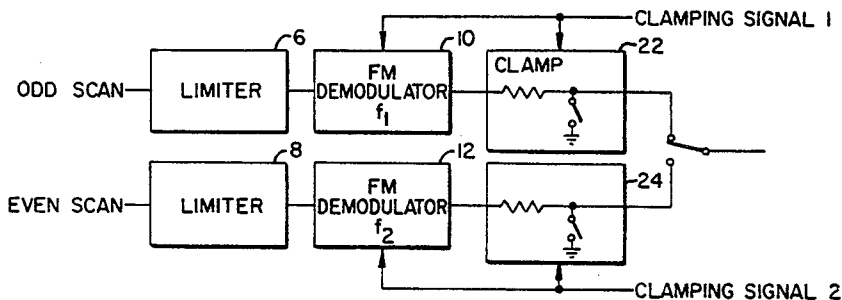 CLAMPING SIGNAL 1
6
10
22
ODD SCAN
LIMITER
FM
DEMODULATOR
f1
CLAMP
8
12
24
EVEN SCAN
LIMITER
FM
DEMODULATOR
f2
CLAMPING SIGNAL 2